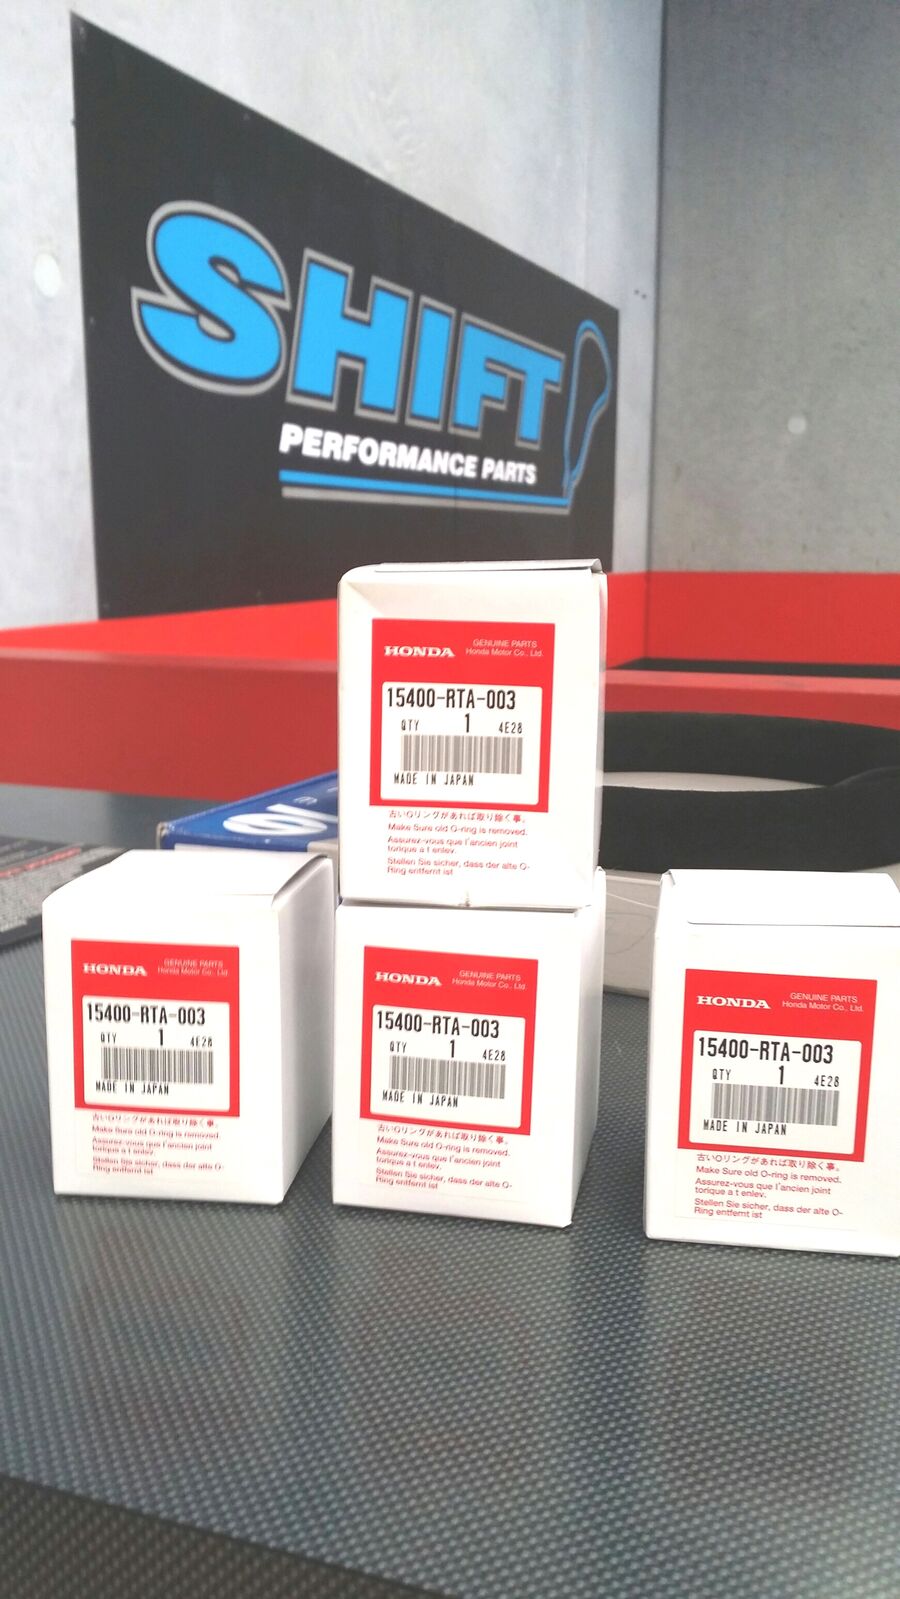 SHIFT
PERFORMANCE PARTS
HONDA
GENUINE PARTS
Honda Motor Co., Ltd.
15400-RTA-003
QTY 1 4E28
MADE IN JAPAN
古いOリングがあれば取り除く事。
Make Sure old O-ring is removed.
Assurez-vous que l'ancien joint
torique a t enlev.
Stellen Sie sicher, dass der alte O-
Ring entfernt ist
HONDA
GENUINE PARTS
Honda Motor Co., Ltd.
15400-RTA-003
QTY 1 4E28
MADE IN JAPAN
古いOリングがあれば取り除く事。
Make Sure old O-ring is removed.
Assurez-vous que l'ancien joint
torique a t enlev.
Stellen Sie sicher, dass der alte O-
Ring entfernt ist
HONDA
GENUINE PARTS
Honda Motor Co., Ltd.
15400-RTA-003
QTY 1 4E28
MADE IN JAPAN
古いOリングがあれば取り除く事。
Make Sure old O-ring is removed.
Assurez-vous que l'ancien joint
torique a t enlev.
Stellen Sie sicher, dass der alte O-
Ring entfernt ist
HONDA
GENUINE PARTS
Honda Motor Co., Ltd.
15400-RTA-003
QTY 1 4E28
MADE IN JAPAN
古いOリングがあれば取り除く事。
Make Sure old O-ring is removed.
Assurez-vous que l'ancien joint
torique a t enlev.
Stellen Sie sicher, dass der alte O-
Ring entfernt ist